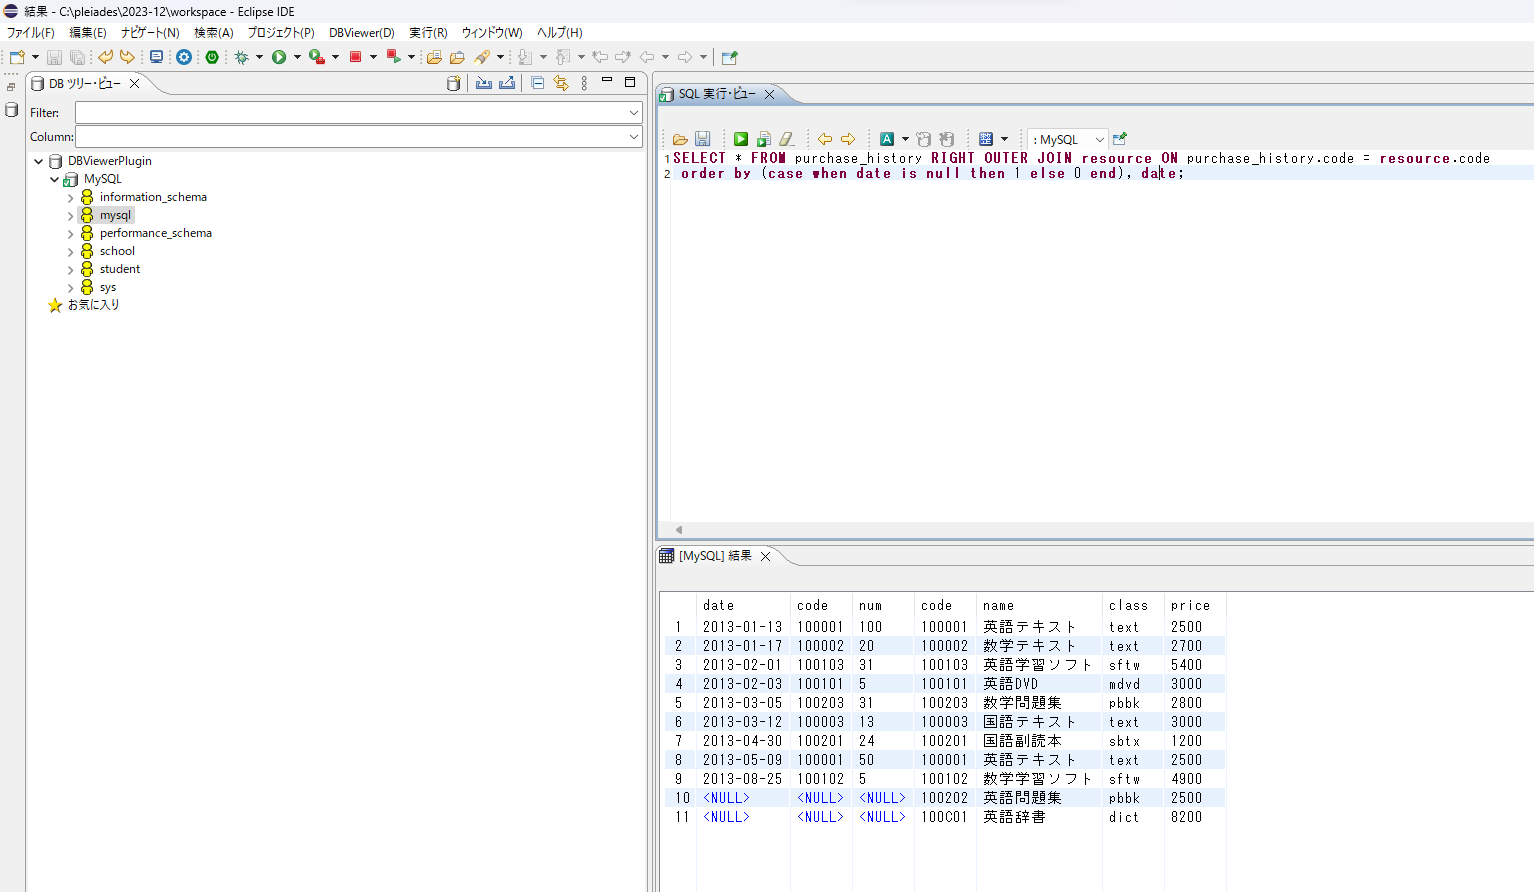 結果 - C:\pleiades\2023-12\workspace - Eclipse IDE
ファイル(F) 編集(E) ナビゲート(N) 検索(A) プロジェクト(P) DBViewer(D) 実行(R) ウィンドウ(W) ヘルプ(H)
DB ツリー・ビュー
Filter:
Column:
DBViewerPlugin
MySQL
information_schema
mysql
performance_schema
school
student
sys
お気に入り
SQL 実行・ビュー
A : MySQL
1 SELECT * FROM purchase_history RIGHT OUTER JOIN resource ON purchase_history.code = resource.code
2 order by (case when date is null then 1 else 0 end), date;
[MySQL] 結果
date code num code name class price
1 2013-01-13 100001 100 100001 英語テキスト text 2500
2 2013-01-17 100002 20 100002 数学テキスト text 2700
3 2013-02-01 100103 31 100103 英語学習ソフト sftw 5400
4 2013-02-03 100101 5 100101 英語DVD mdvd 3000
5 2013-03-05 100203 31 100203 数学問題集 pbbk 2800
6 2013-03-12 100003 13 100003 国語テキスト text 3000
7 2013-04-30 100201 24 100201 国語副読本 sbtx 1200
8 2013-05-09 100001 50 100001 英語テキスト text 2500
9 2013-08-25 100102 5 100102 数学学習ソフト sftw 4900
10 <NULL> <NULL> <NULL> 100202 英語問題集 pbbk 2500
11 <NULL> <NULL> <NULL> 100C01 英語辞書 dict 8200